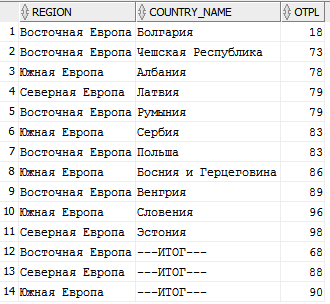 REGION COUNTRY_NAME OTPL
1 Восточная Европа Болгария 18
2 Восточная Европа Чешская Республика 73
3 Южная Европа Албания 78
4 Северная Европа Латвия 79
5 Восточная Европа Румыния 79
6 Южная Европа Сербия 83
7 Восточная Европа Польша 83
8 Южная Европа Босния и Герцеговина 86
9 Восточная Европа Венгрия 89
10 Южная Европа Словения 96
11 Северная Европа Эстония 98
12 Восточная Европа ---ИТОГ--- 68
13 Северная Европа ---ИТОГ--- 88
14 Южная Европа ---ИТОГ--- 90